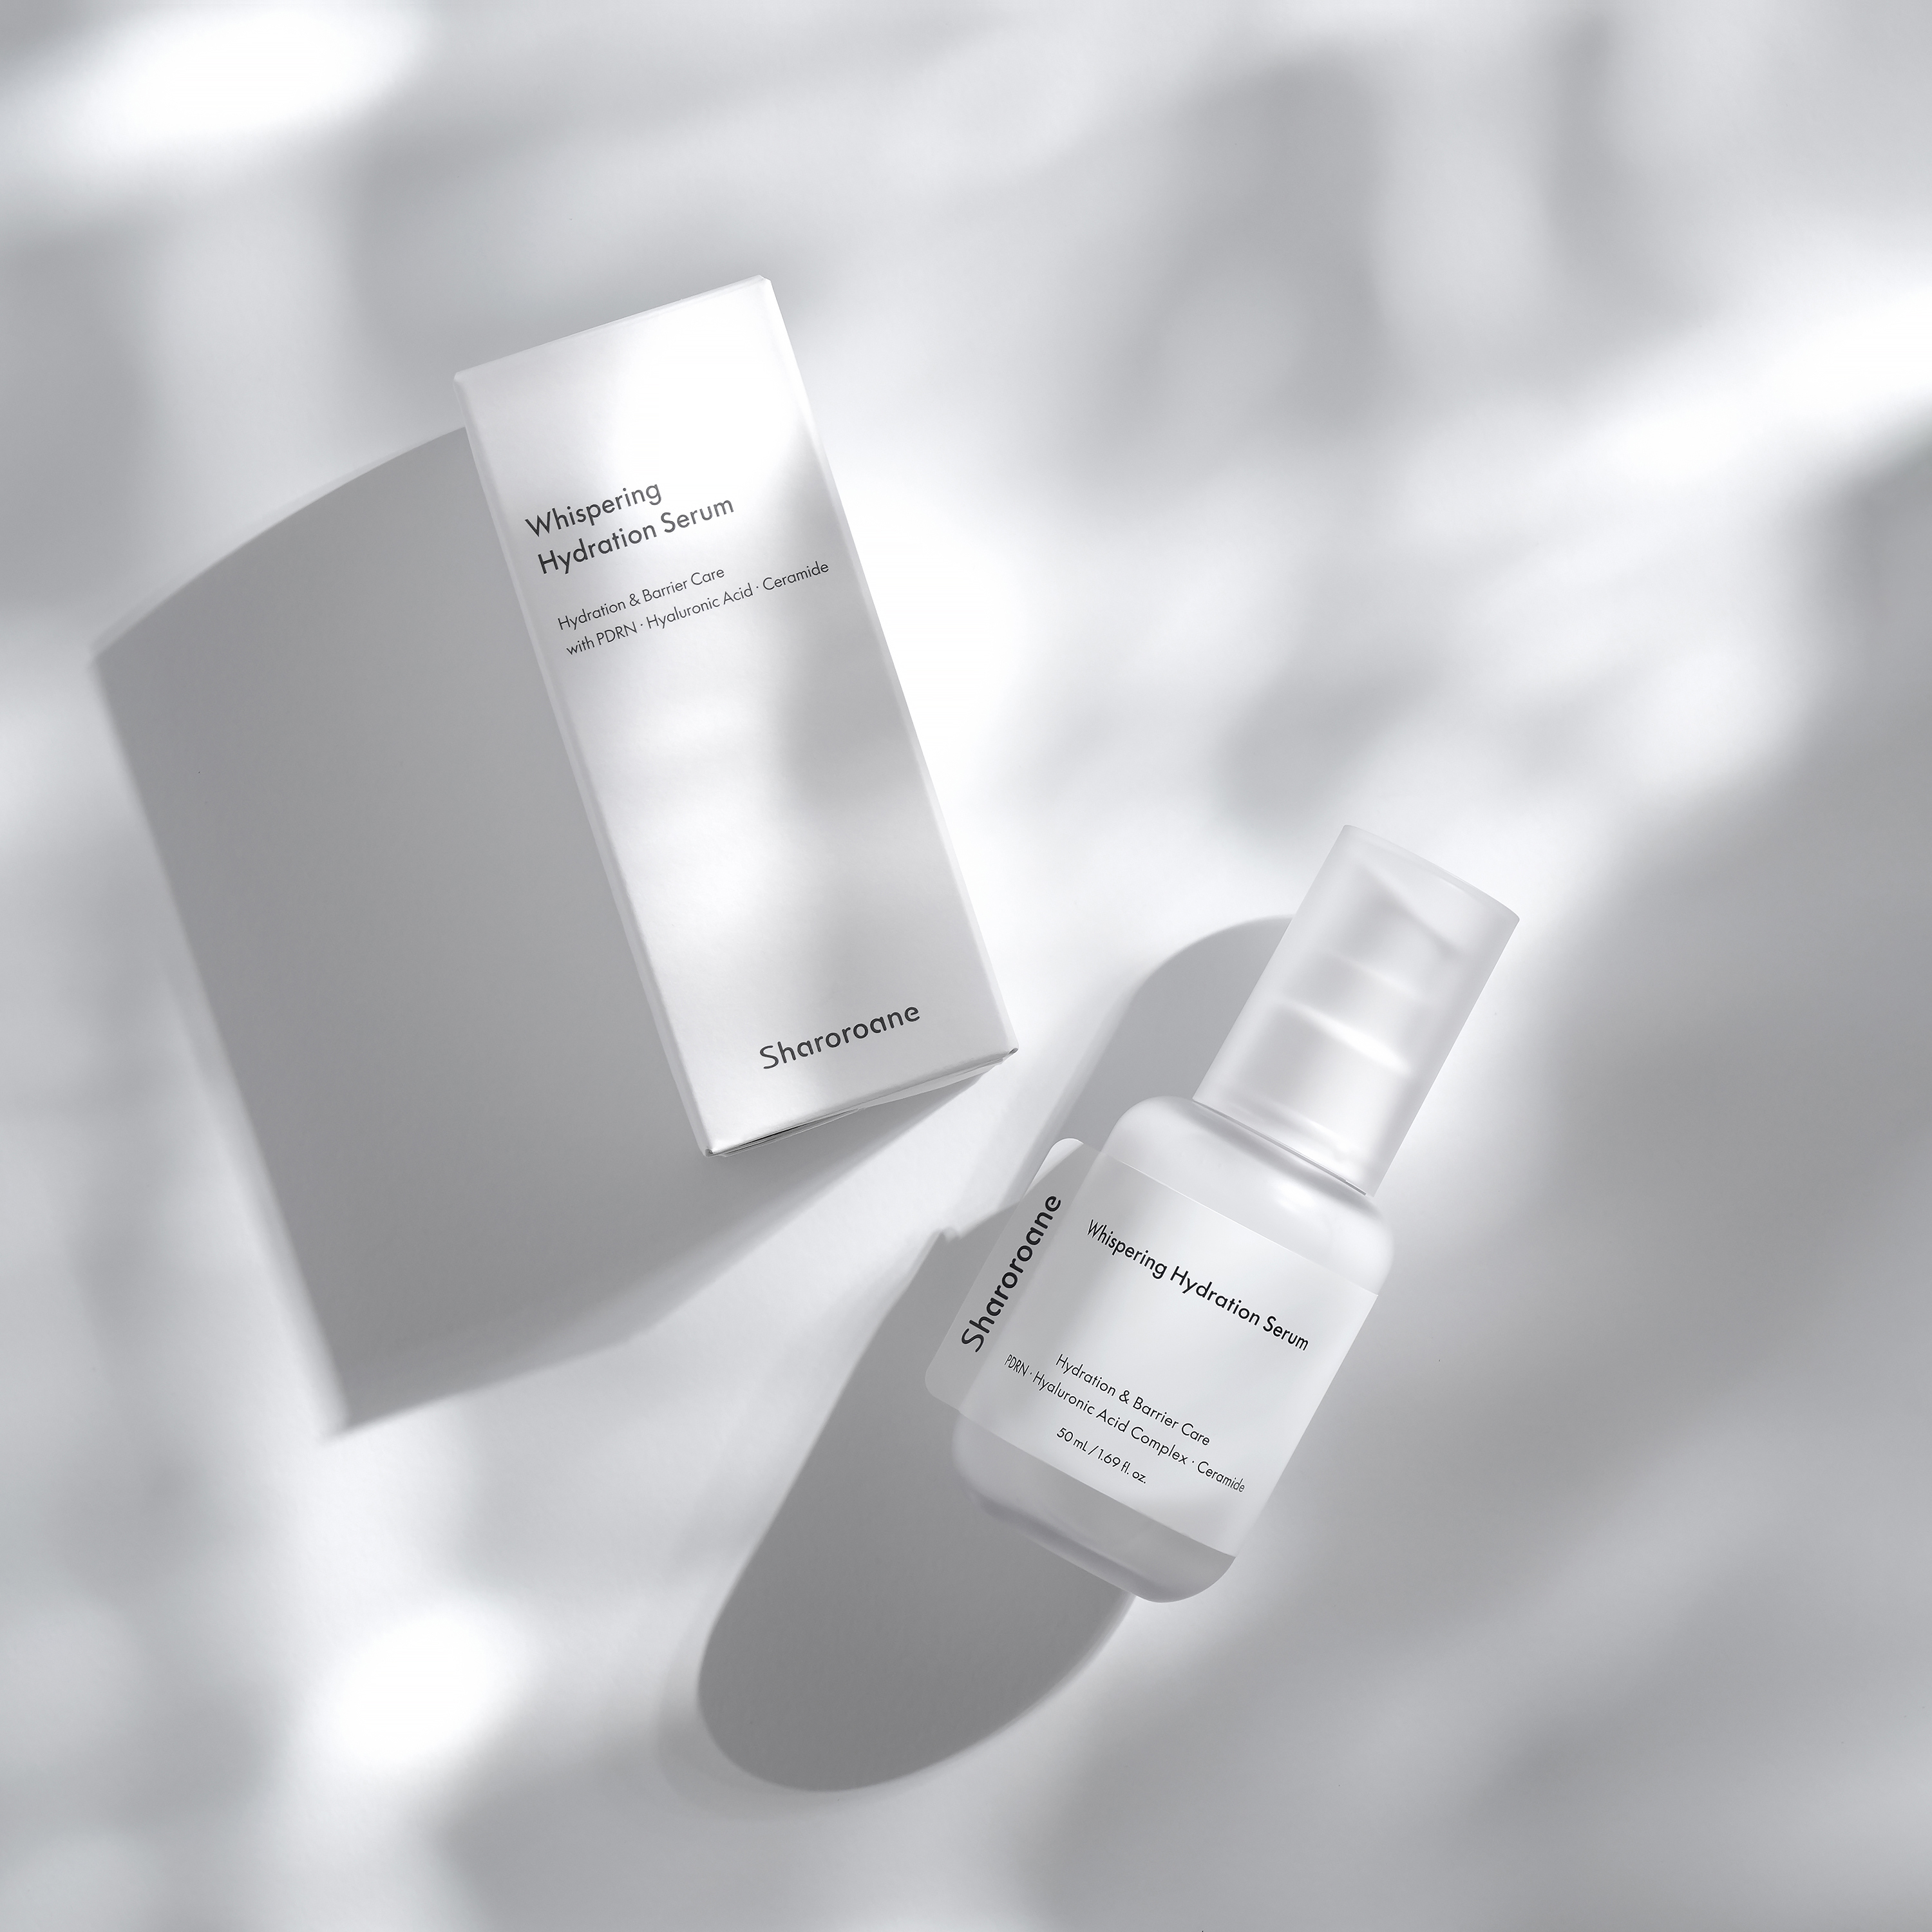 Whispering
Hydration Serum
Hydration & Barrier Care
with PDRN · Hyaluronic Acid · Ceramide
Sharoroane
Sharoroane
Whispering Hydration Serum
Hydration & Barrier Care
PDRN · Hyaluronic Acid Complex · Ceramide
50 mL / 1.69 fl. oz.